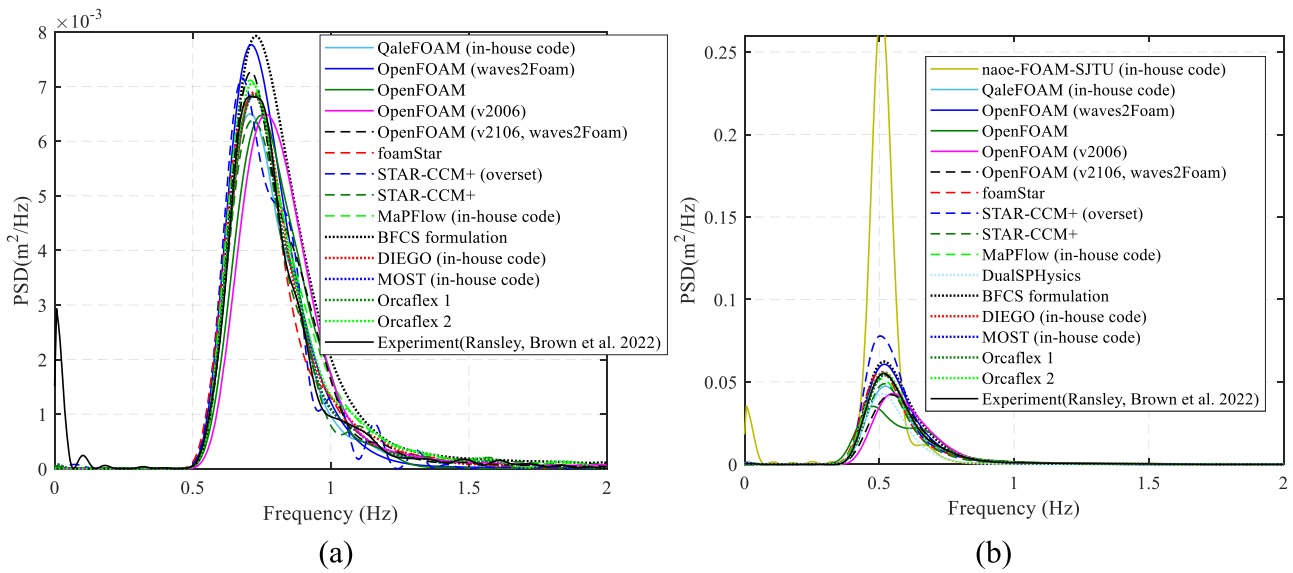 ×10⁻³
8
7
6
5
4
3
2
1
0
PSD(m²/Hz)
QaleFOAM (in-house code)
OpenFOAM (waves2Foam)
OpenFOAM
OpenFOAM (v2006)
OpenFOAM (v2106, waves2Foam)
foamStar
STAR-CCM+ (overset)
STAR-CCM+
MaPFlow (in-house code)
BFCS formulation
DIEGO (in-house code)
MOST (in-house code)
Orcaflex 1
Orcaflex 2
Experiment(Ransley, Brown et al. 2022)
0 0.5 1 1.5 2
Frequency (Hz)
(a)
0.25
0.2
0.15
0.1
0.05
0
PSD(m²/Hz)
naoe-FOAM-SJTU (in-house code)
QaleFOAM (in-house code)
OpenFOAM (waves2Foam)
OpenFOAM
OpenFOAM (v2006)
OpenFOAM (v2106, waves2Foam)
foamStar
STAR-CCM+ (overset)
STAR-CCM+
MaPFlow (in-house code)
DualSPHysics
BFCS formulation
DIEGO (in-house code)
MOST (in-house code)
Orcaflex 1
Orcaflex 2
Experiment(Ransley, Brown et al. 2022)
0 0.5 1 1.5 2
Frequency (Hz)
(b)